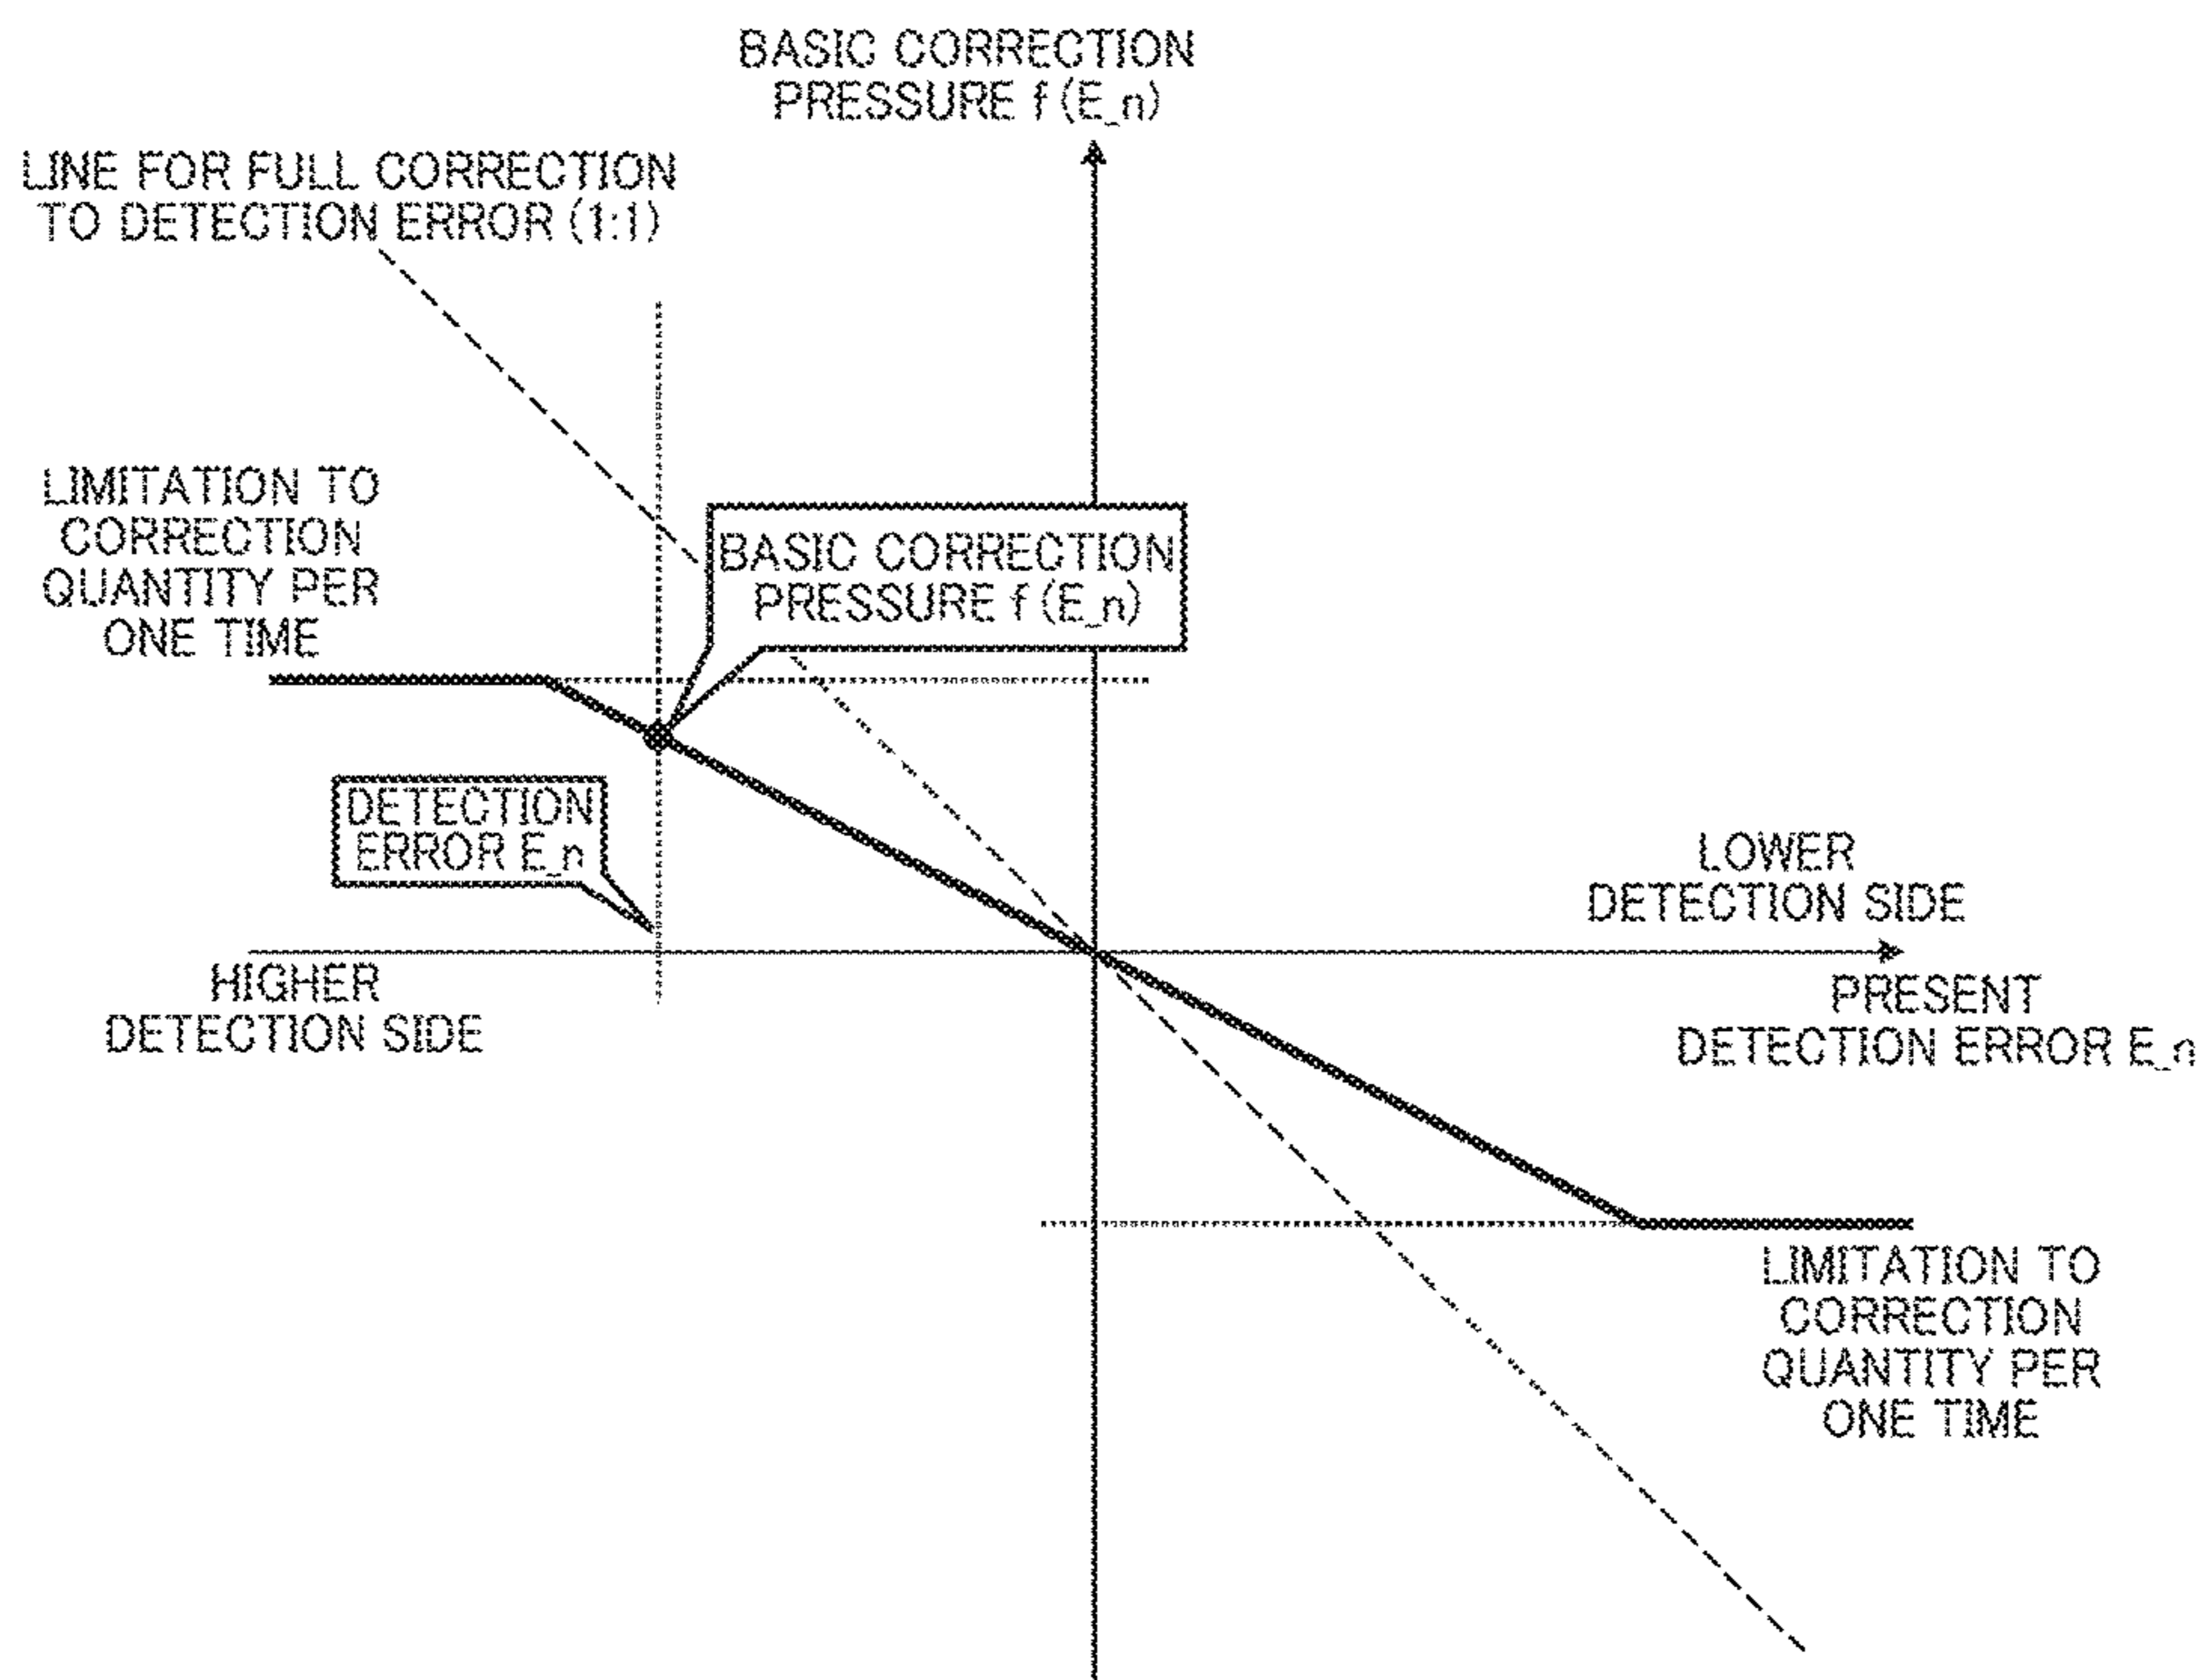 BASIC CORRECTION
PRESSURE f (E_n)
LINE FOR FULL CORRECTION
TO DETECTION ERROR (1:1)
LIMITATION TO
CORRECTION
QUANTITY PER
ONE TIME
BASIC CORRECTION
PRESSURE f (E_n)
DETECTION
ERROR E_n
LOWER
DETECTION SIDE
HIGHER
DETECTION SIDE
PRESENT
DETECTION ERROR E_n
LIMITATION TO
CORRECTION
QUANTITY PER
ONE TIME